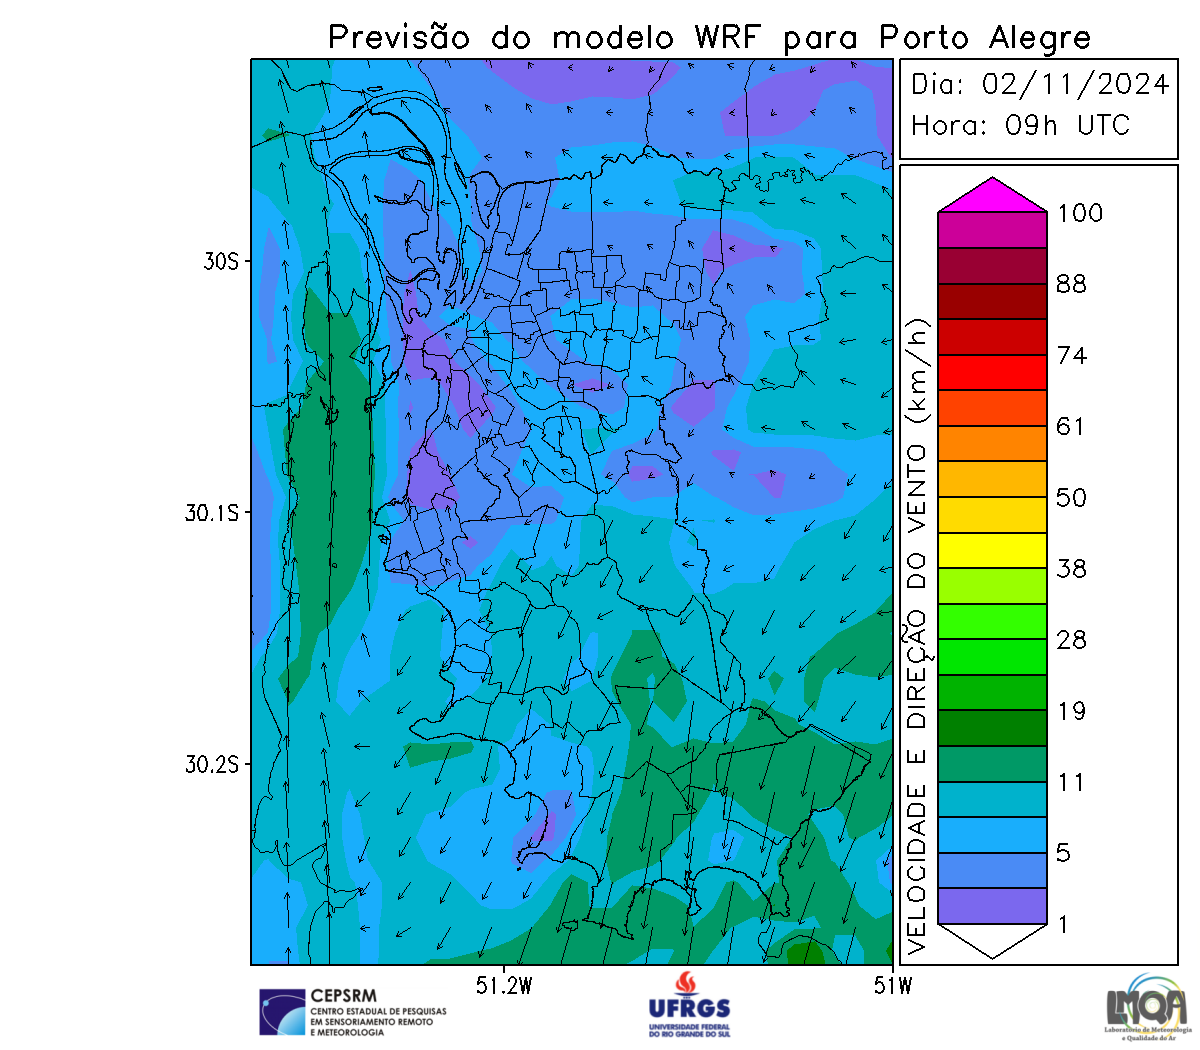 Previsão do modelo WRF para Porto Alegre
Dia: 02/11/2024
Hora: 09h UTC
30S
30.1S
30.2S
51.2W
51W
VELOCIDADE E DIREÇÃO DO VENTO (km/h)
100
88
74
61
50
38
28
19
11
5
1
CEPSRM
CENTRO ESTADUAL DE PESQUISAS
EM SENSORIAMENTO REMOTO
E METEOROLOGIA
UFRGS
UNIVERSIDADE FEDERAL
DO RIO GRANDE DO SUL
LMQA
Laboratório de Meteorologia
e Qualidade do Ar